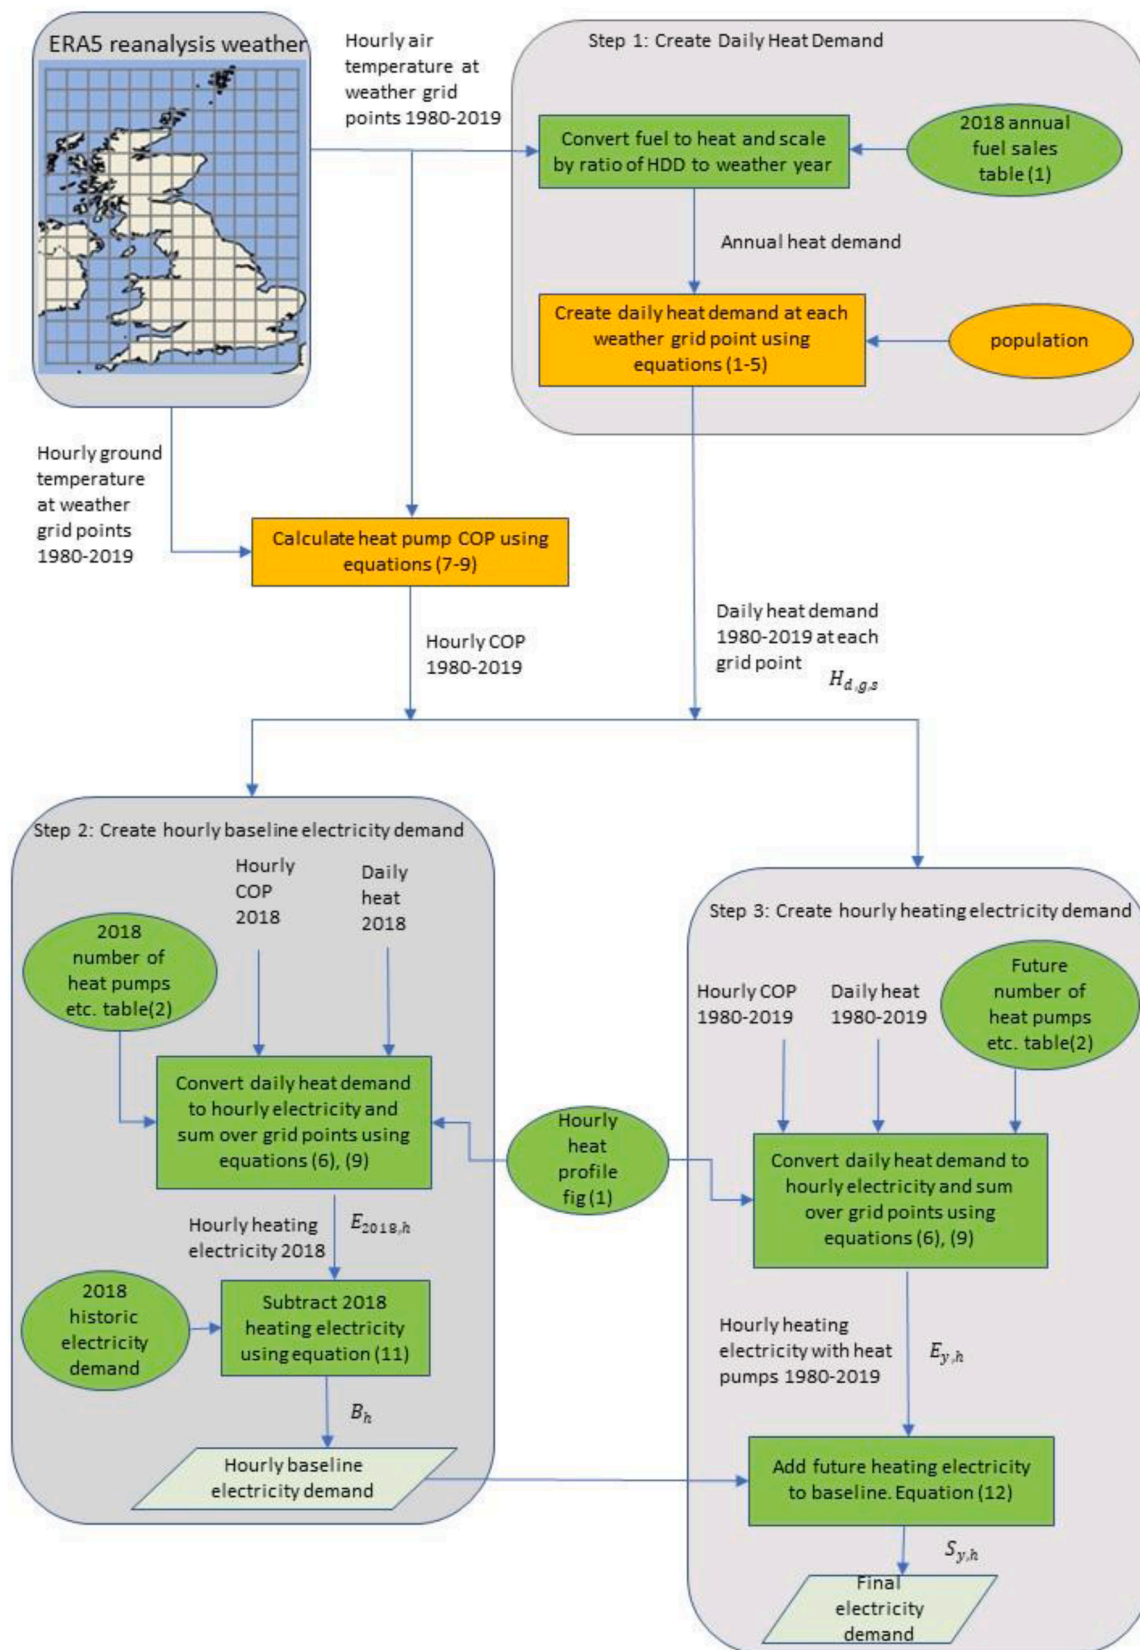 ERA5 reanalysis weather
Hourly air
temperature at
weather grid
points 1980-2019
Step 1: Create Daily Heat Demand
Convert fuel to heat and scale
by ratio of HDD to weather year
2018 annual
fuel sales
table (1)
Annual heat demand
Create daily heat demand at each
weather grid point using
equations (1-5)
population
Hourly ground
temperature
at weather
grid points
1980-2019
Calculate heat pump COP using
equations (7-9)
Hourly COP
1980-2019
Daily heat demand
1980-2019 at each
grid point
H_{d,g,s}
Step 2: Create hourly baseline electricity demand
Hourly
COP
2018
Daily
heat
2018
2018
number of
heat pumps
etc. table(2)
Convert daily heat demand
to hourly electricity and
sum over grid points using
equations (6), (9)
Hourly
heat
profile
fig (1)
Hourly heating
electricity 2018
E_{2018,h}
2018
historic
electricity
demand
Subtract 2018
heating electricity
using equation (11)
B_h
Hourly baseline
electricity demand
Step 3: Create hourly heating electricity demand
Hourly COP
1980-2019
Daily heat
1980-2019
Future
number of
heat pumps
etc. table(2)
Convert daily heat demand to
hourly electricity and sum
over grid points using
equations (6), (9)
Hourly heating
electricity with heat
pumps 1980-2019
E_{y,h}
Add future heating electricity
to baseline. Equation (12)
S_{y,h}
Final
electricity
demand